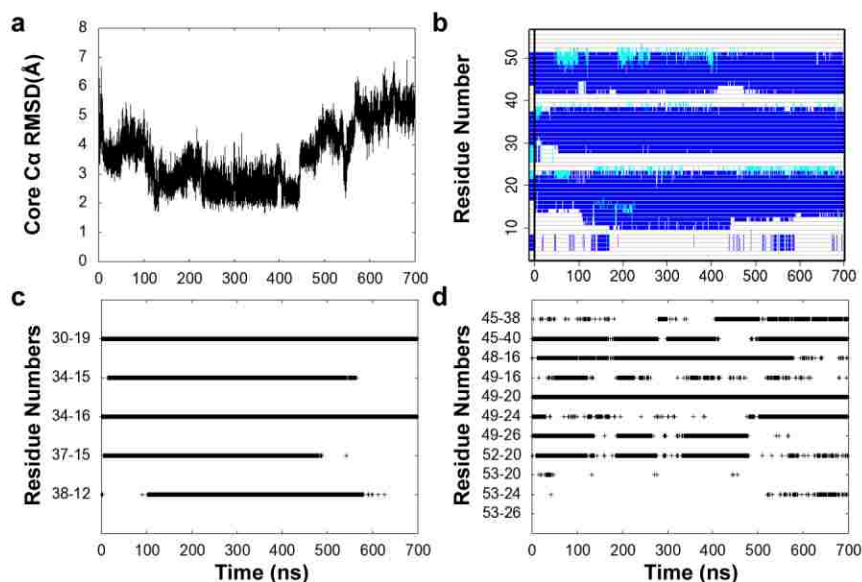 a
Core Cα RMSD(Å)
8
7
6
5
4
3
2
1
0
0 100 200 300 400 500 600 700
b
Residue Number
50
40
30
20
10
0 100 200 300 400 500 600 700
c
Residue Numbers
30-19
34-15
34-16
37-15
38-12
0 100 200 300 400 500 600 700
Time (ns)
d
Residue Numbers
45-38
45-40
48-16
49-16
49-20
49-24
49-26
52-20
53-20
53-24
53-26
0 100 200 300 400 500 600 700
Time (ns)